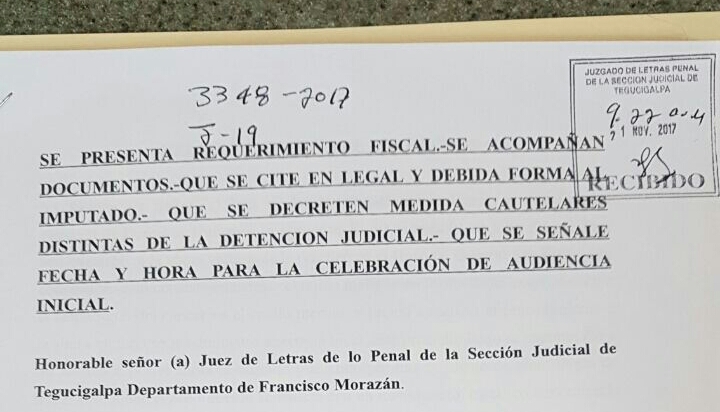 3348-2017
J-19
JUZGADO DE LETRAS PENAL
DE LA SECCION JUDICIAL DE
TEGUCIGALPA
9.22 a.m
21 NOV. 2017
RECIBIDO
SE PRESENTA REQUERIMIENTO FISCAL.-SE ACOMPAÑAN
DOCUMENTOS.-QUE SE CITE EN LEGAL Y DEBIDA FORMA AL
IMPUTADO.- QUE SE DECRETEN MEDIDA CAUTELARES
DISTINTAS DE LA DETENCION JUDICIAL.- QUE SE SEÑALE
FECHA Y HORA PARA LA CELEBRACIÓN DE AUDIENCIA
INICIAL.
Honorable señor (a) Juez de Letras de lo Penal de la Sección Judicial de
Tegucigalpa Departamento de Francisco Morazán.